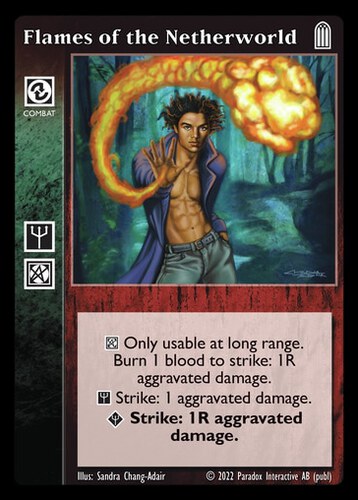 Flames of the Netherworld
COMBAT
Only usable at long range.
Burn 1 blood to strike: 1R
aggravated damage.
Strike: 1 aggravated damage.
Strike: 1R aggravated
damage.
Illus: Sandra Chang-Adair © 2022 Paradox Interactive AB (publ)